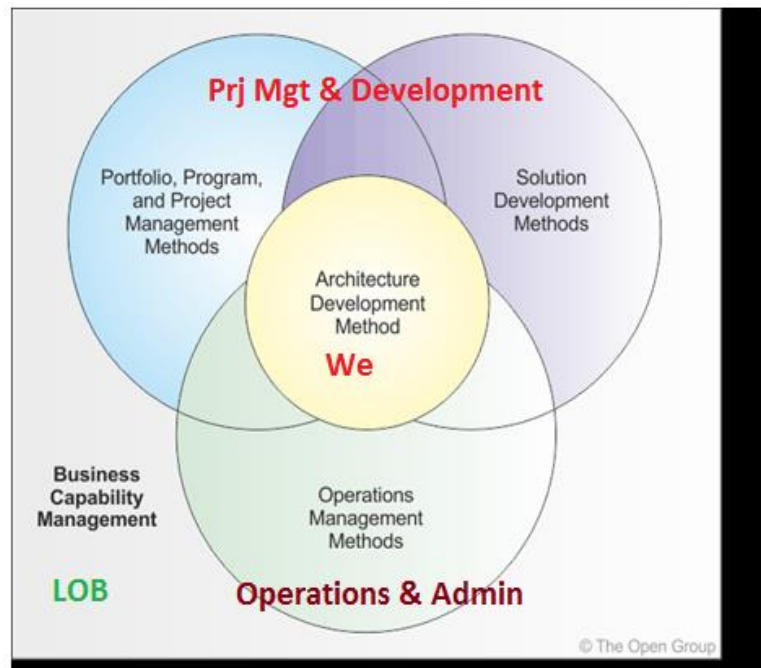 Prj Mgt & Development
Portfolio, Program,
and Project
Management
Methods
Solution
Development
Methods
Architecture
Development
Method
We
Business
Capability
Management
Operations
Management
Methods
LOB
Operations & Admin
© The Open Group